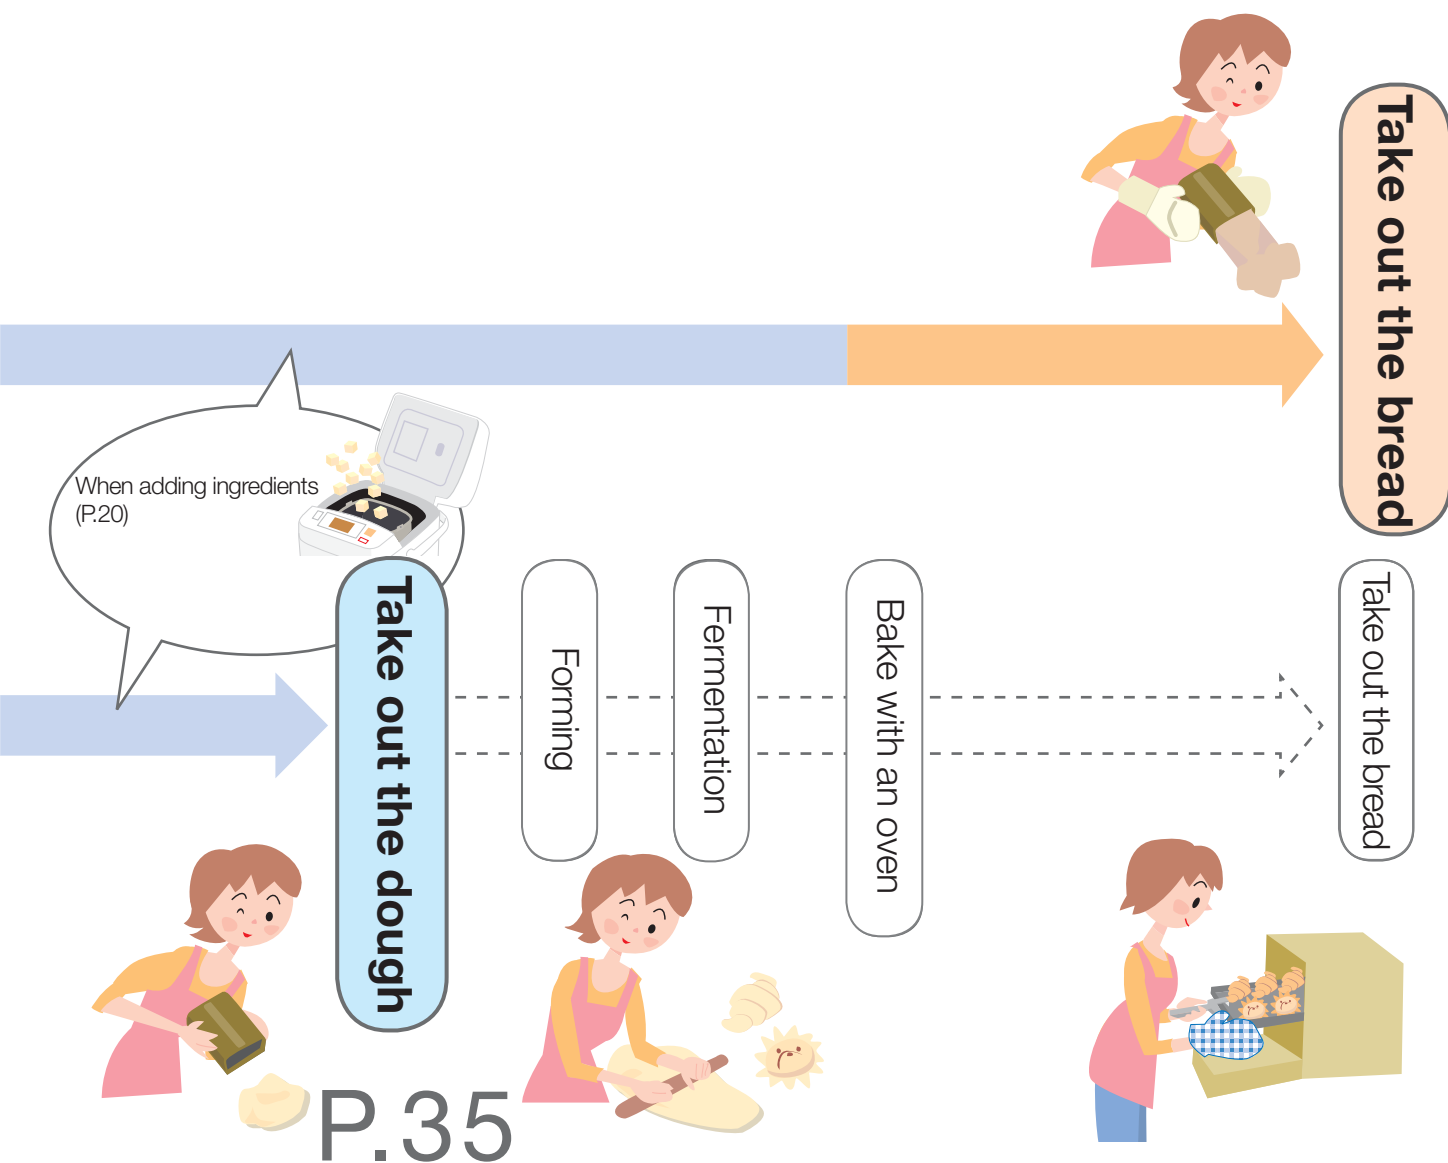 Take out the bread
When adding ingredients
(P.20)
Take out the dough
Forming
Fermentation
Bake with an oven
Take out the bread
P.35